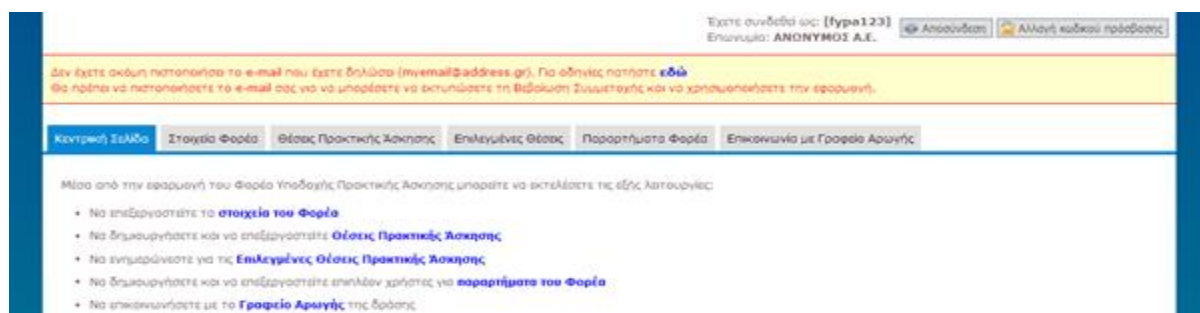 Έχετε συνδεθεί ως: [fypa123]
Αποσύνδεση
Αλλαγή κωδικού πρόσβασης
Επωνυμία: ΑΝΩΝΥΜΟΣ Α.Ε.
Δεν έχετε ακόμη πιστοποιήσει το e-mail που έχετε δηλώσει (myemail@address.gr). Για οδηγίες πατήστε εδώ
Θα πρέπει να πιστοποιήσετε το e-mail σας για να μπορέσετε να εκτυπώσετε τη Βεβαίωση Συμμετοχής και να χρησιμοποιήσετε την εφαρμογή.
Κεντρική Σελίδα Στοιχεία Φορέα Θέσεις Πρακτικής Άσκησης Επιλεγμένες Θέσεις Παραρτήματα Φορέα Επικοινωνία με Γραφείο Αρωγής
Μέσα από την εφαρμογή του Φορέα Υποδοχής Πρακτικής Άσκησης μπορείτε να εκτελέσετε τις εξής λειτουργίες:
• Να επεξεργαστείτε τα στοιχεία του Φορέα
• Να δημιουργήσετε και να επεξεργαστείτε Θέσεις Πρακτικής Άσκησης
• Να ενημερώνεστε για τις Επιλεγμένες Θέσεις Πρακτικής Άσκησης
• Να δημιουργήσετε και να επεξεργαστείτε επιπλέον χρήστες για παραρτήματα του Φορέα
• Να επικοινωνήσετε με το Γραφείο Αρωγής της δράσης